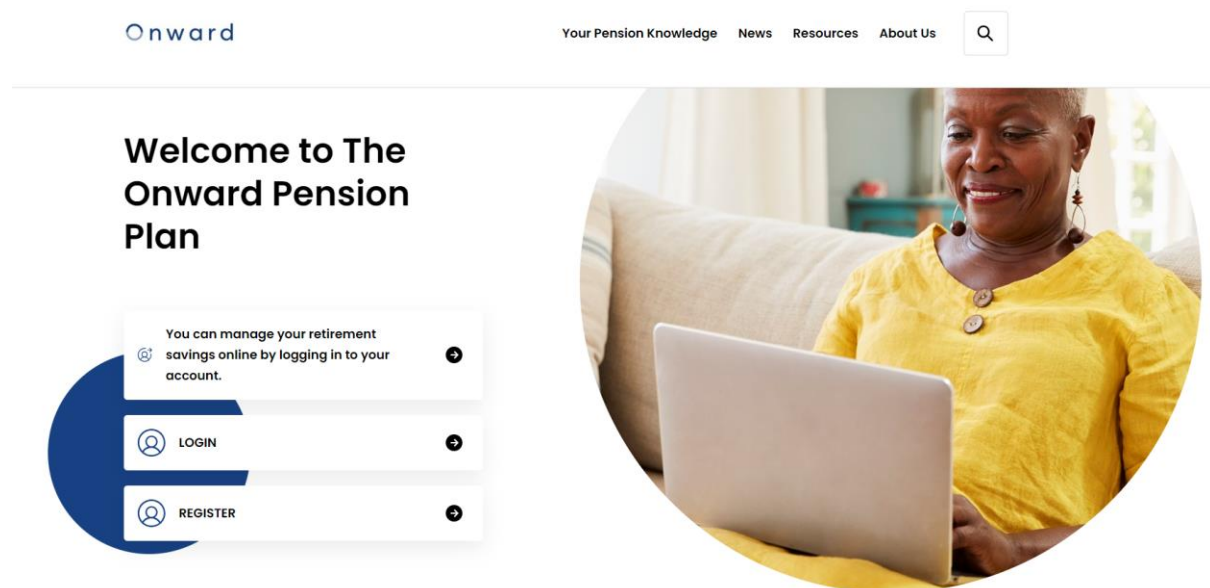 Onward
Your Pension Knowledge News Resources About Us
Welcome to The
Onward Pension
Plan
You can manage your retirement
savings online by logging in to your
account.
LOGIN
REGISTER